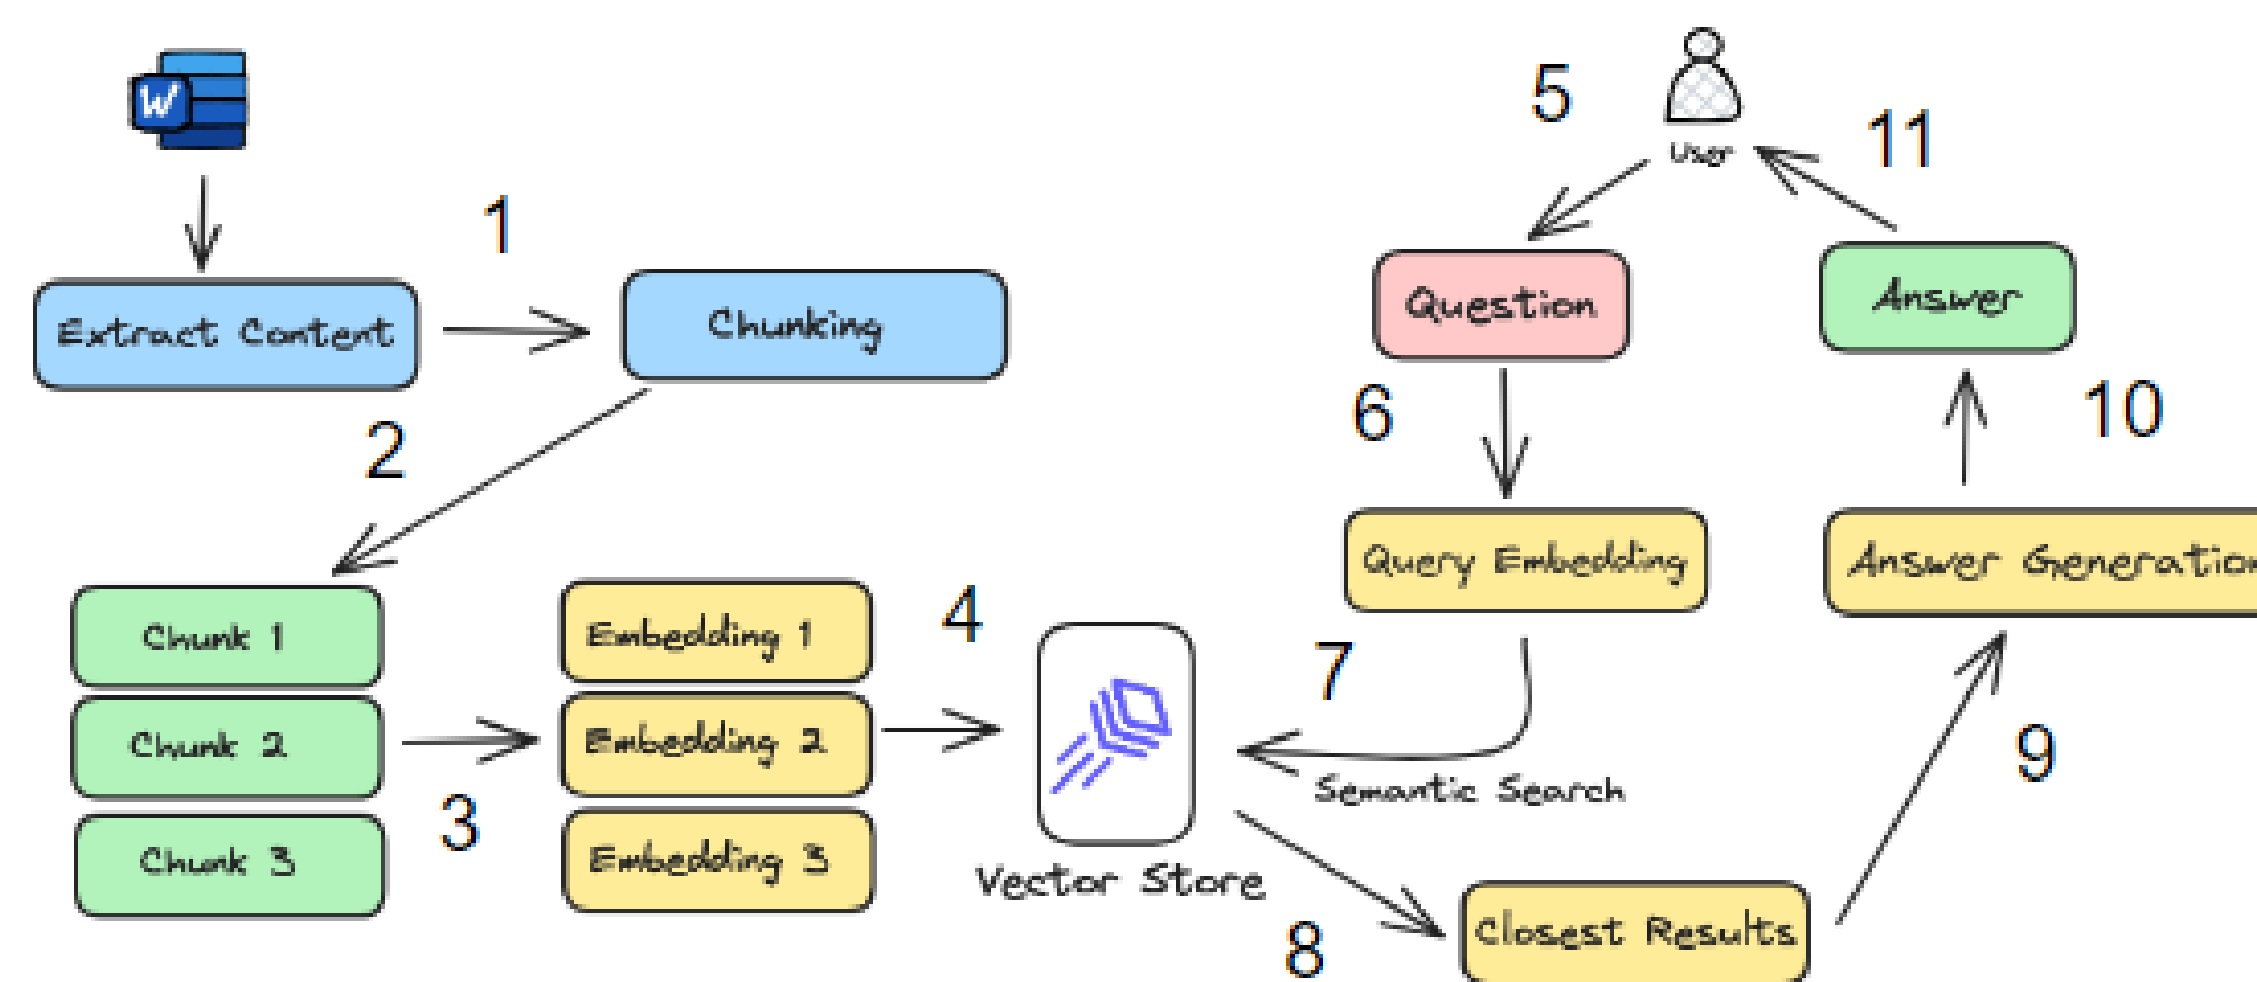 W
5
User
11
1
Extract Content
Chunking
Question
Answer
2
6
10
Query Embedding
Answer Generation
Chunk 1
Embedding 1
4
7
Chunk 2
Embedding 2
3
Semantic Search
9
Chunk 3
Embedding 3
Vector Store
8
Closest Results